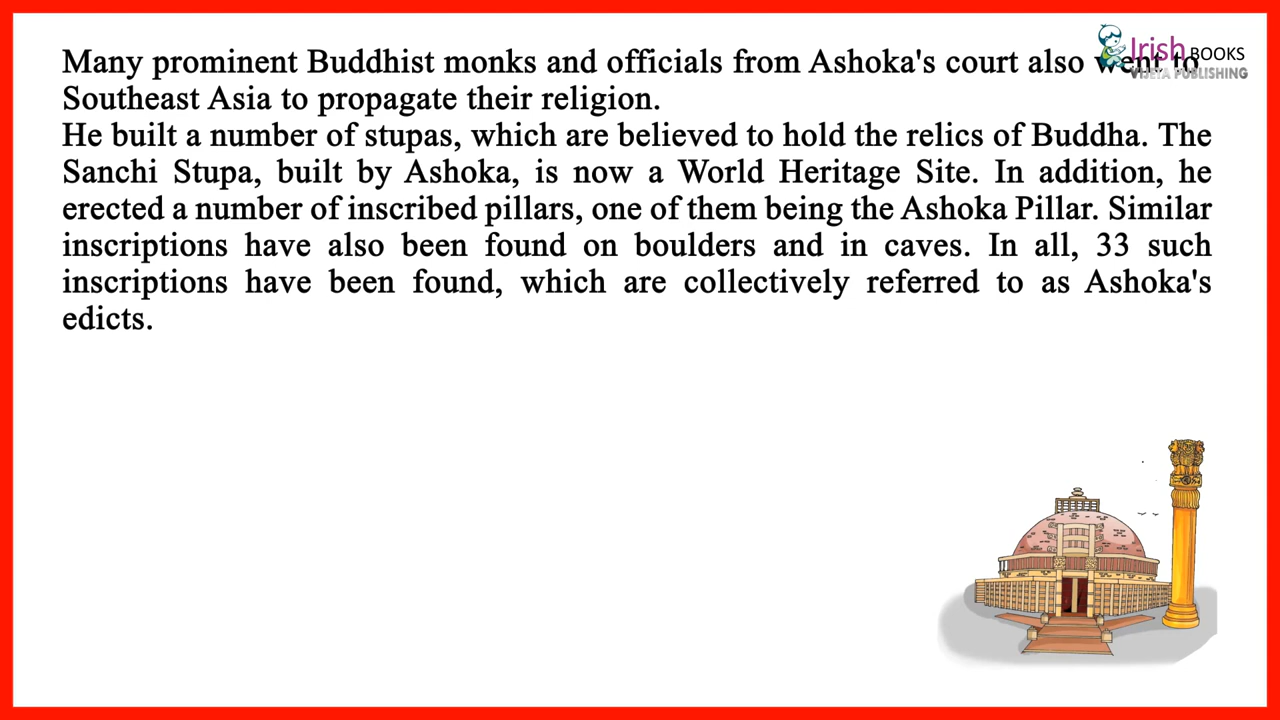 Many prominent Buddhist monks and officials from Ashoka's court also went to
Southeast Asia to propagate their religion.
He built a number of stupas, which are believed to hold the relics of Buddha. The
Sanchi Stupa, built by Ashoka, is now a World Heritage Site. In addition, he
erected a number of inscribed pillars, one of them being the Ashoka Pillar. Similar
inscriptions have also been found on boulders and in caves. In all, 33 such
inscriptions have been found, which are collectively referred to as Ashoka's
edicts.
Irish BOOKS
VIJETA PUBLISHING